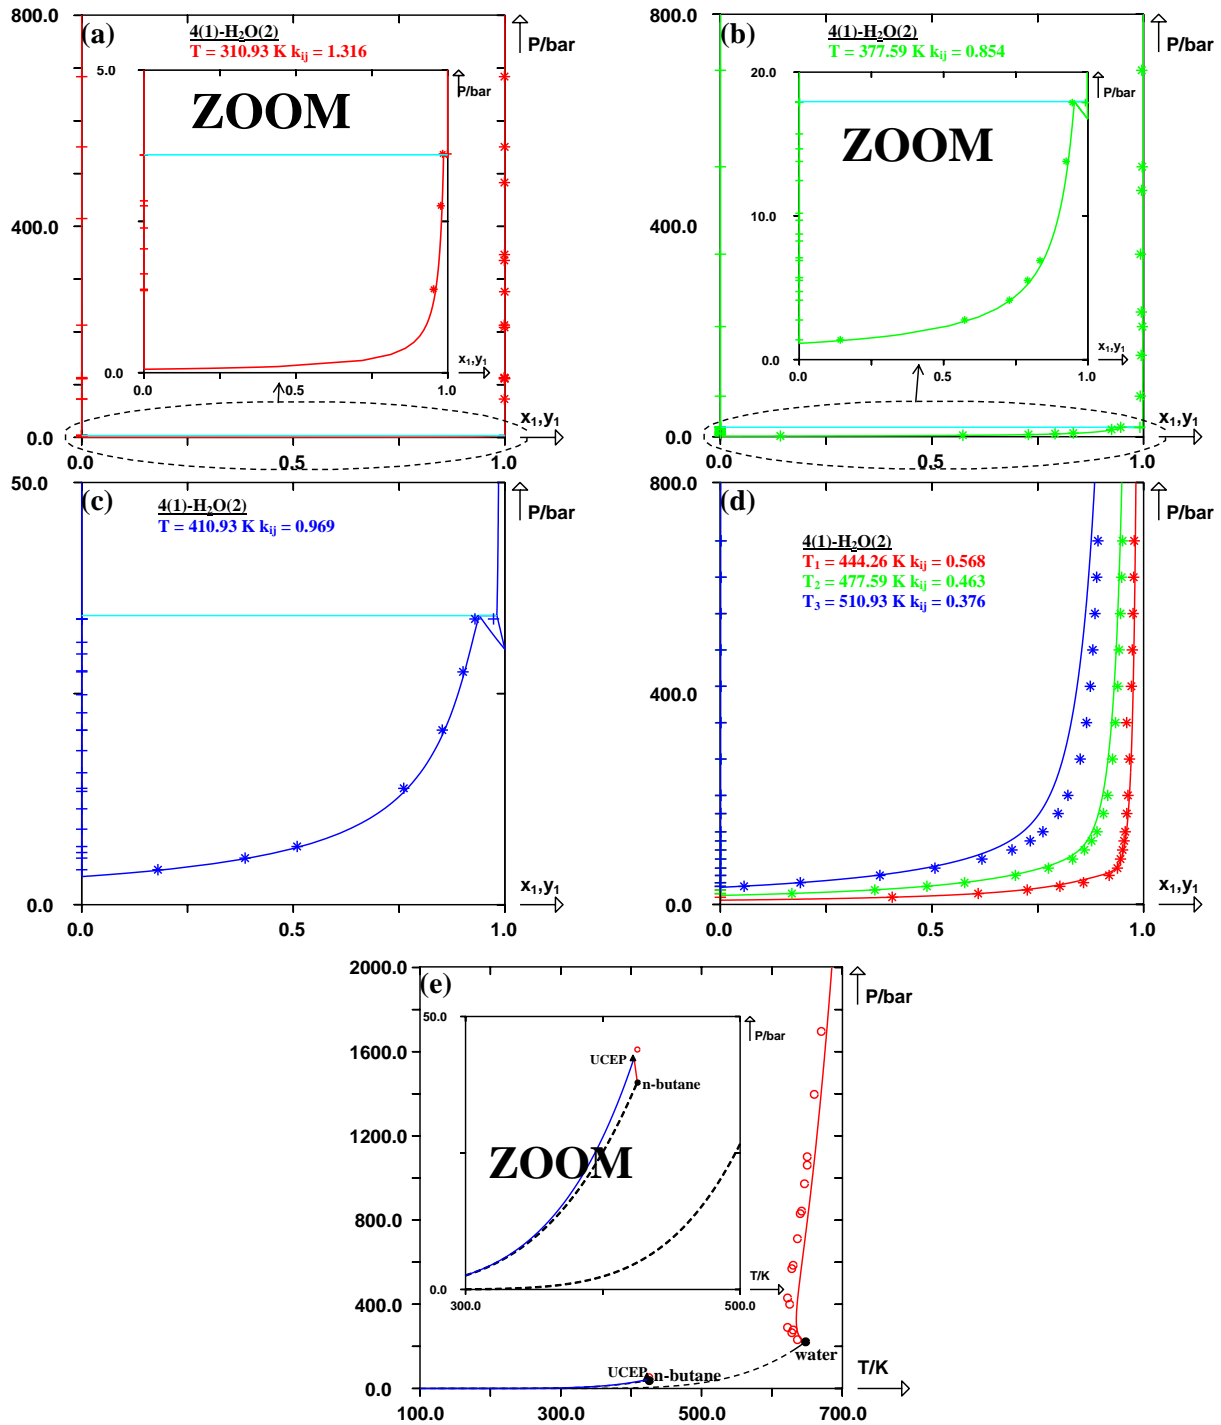 (a)
800.0
P/bar
4(1)-H2O(2)
T = 310.93 K kij = 1.316
5.0
P/bar
ZOOM
400.0
0.0
x1,y1
0.0
0.5
1.0
0.0
x1,y1
0.0
0.5
1.0
(b)
800.0
P/bar
4(1)-H2O(2)
T = 377.59 K kij = 0.854
20.0
P/bar
ZOOM
10.0
400.0
0.0
x1,y1
0.0
0.5
1.0
0.0
x1,y1
0.0
0.5
1.0
(c)
50.0
P/bar
4(1)-H2O(2)
T = 410.93 K kij = 0.969
0.0
x1,y1
0.0
0.5
1.0
(d)
800.0
P/bar
4(1)-H2O(2)
T1 = 444.26 K kij = 0.568
T2 = 477.59 K kij = 0.463
T3 = 510.93 K kij = 0.376
400.0
0.0
x1,y1
0.0
0.5
1.0
(e)
2000.0
P/bar
50.0
P/bar
1600.0
UCEP
n-butane
1200.0
ZOOM
800.0
T/K
0.0
300.0
500.0
400.0
water
UCEP
n-butane
T/K
0.0
100.0
300.0
500.0
700.0